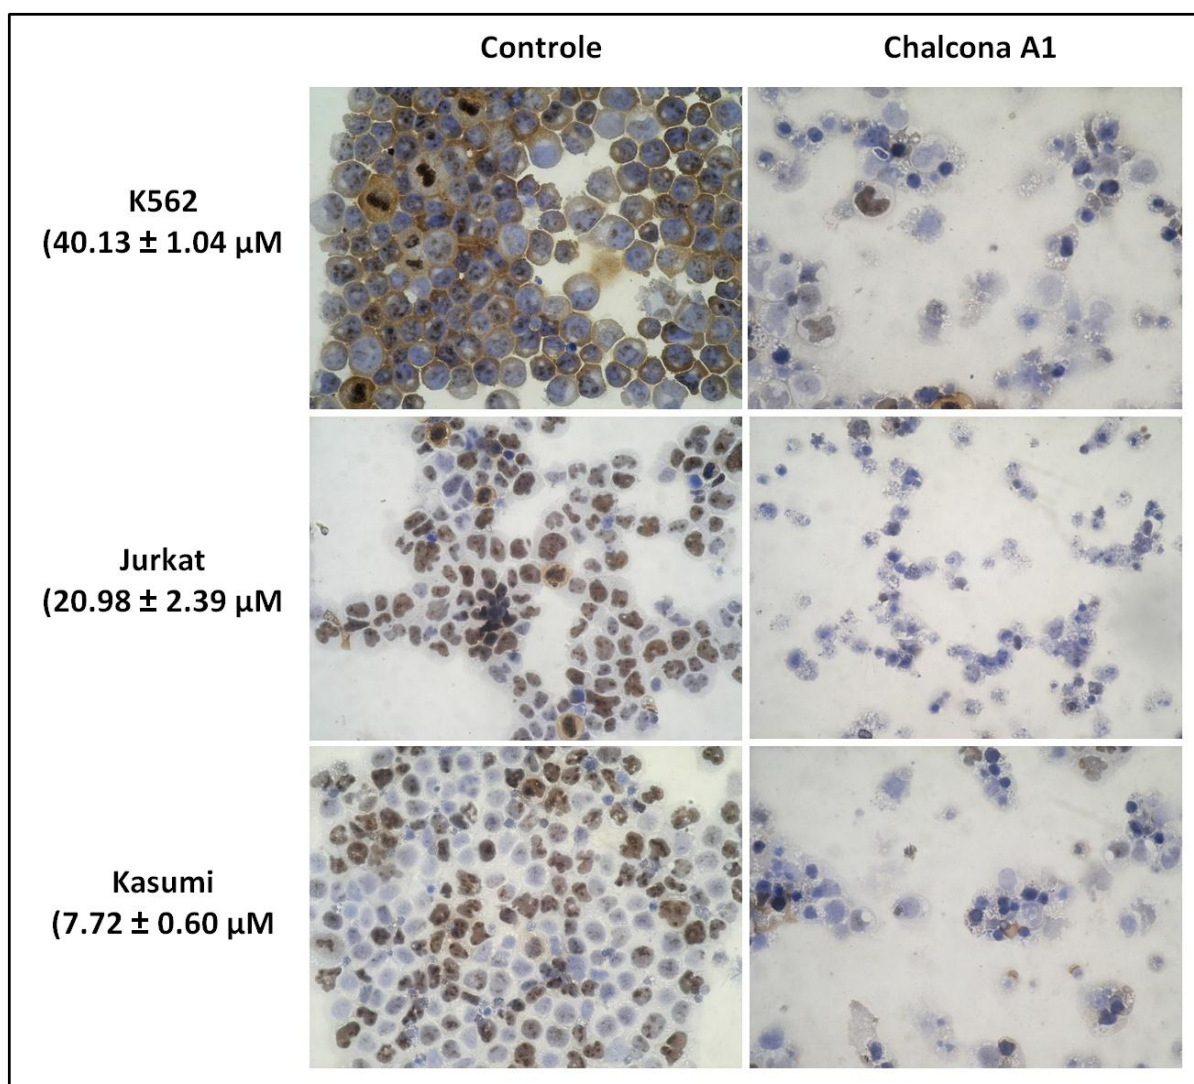 Controle
Chalcona A1
K562
(40.13 ± 1.04 µM
Jurkat
(20.98 ± 2.39 µM
Kasumi
(7.72 ± 0.60 µM